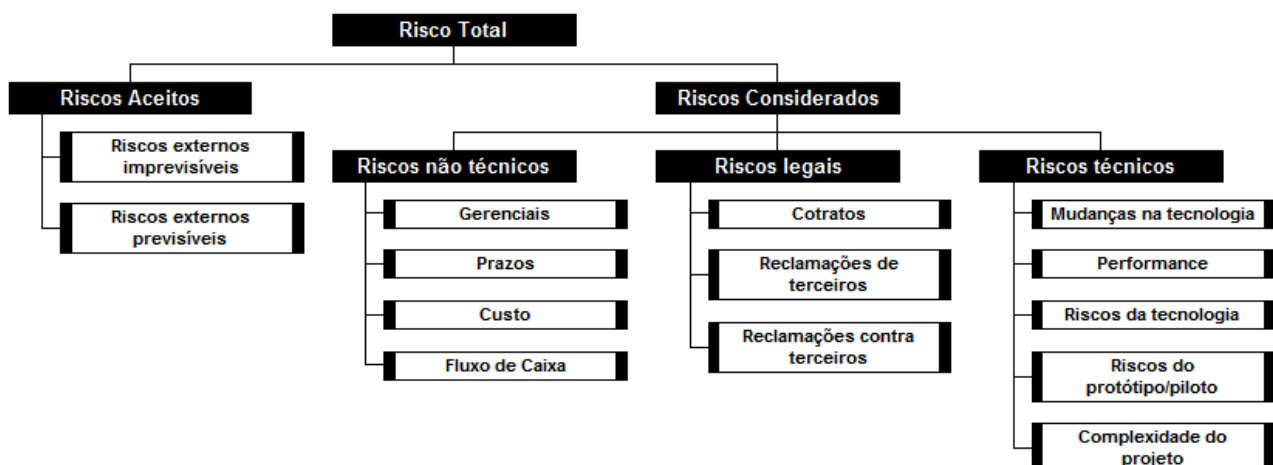 Risco Total
Riscos Aceitos
Riscos Considerados
Riscos externos
imprevisíveis
Riscos externos
previsíveis
Riscos não técnicos
Gerenciais
Prazos
Custo
Fluxo de Caixa
Riscos legais
Cotratos
Reclamações de
terceiros
Reclamações contra
terceiros
Riscos técnicos
Mudanças na tecnologia
Performance
Riscos da tecnologia
Riscos do
protótipo/piloto
Complexidade do
projeto